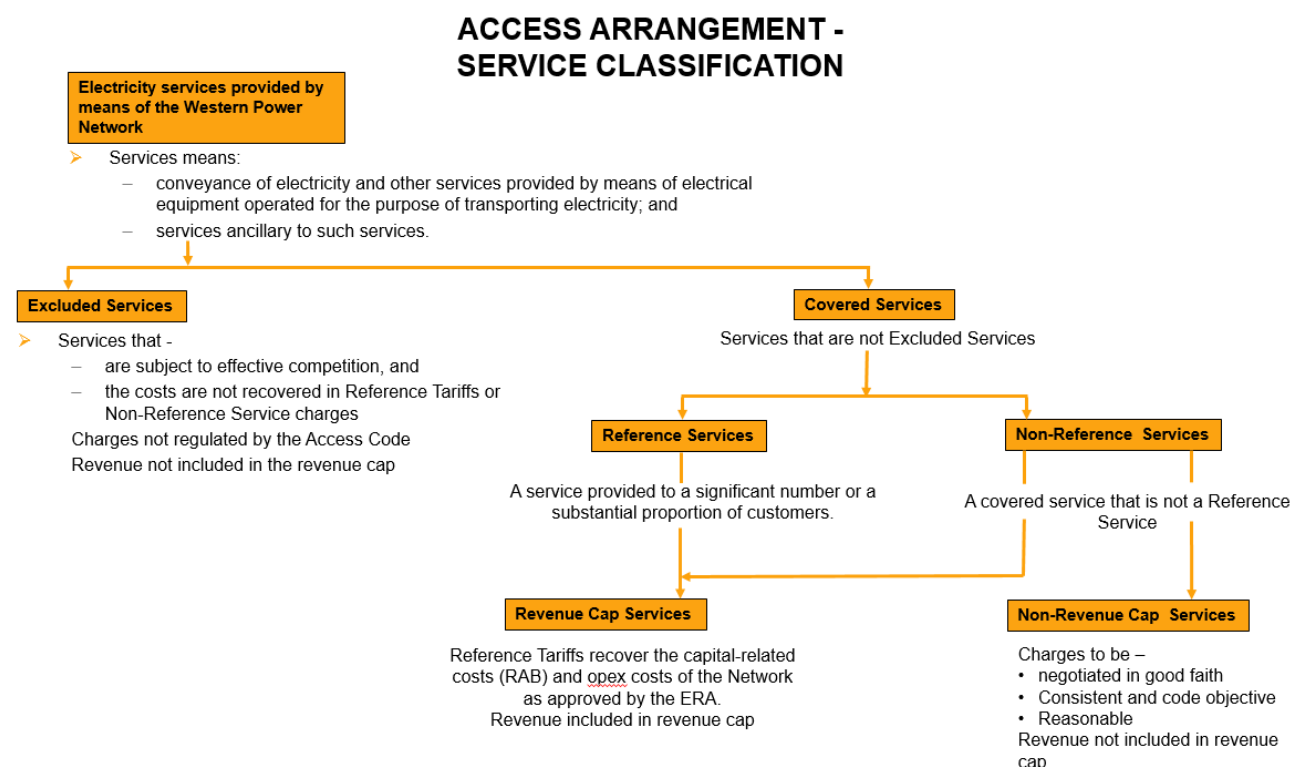 ACCESS ARRANGEMENT -
SERVICE CLASSIFICATION
Electricity services provided by
means of the Western Power
Network
Services means:
– conveyance of electricity and other services provided by means of electrical
equipment operated for the purpose of transporting electricity; and
– services ancillary to such services.
Excluded Services
Services that -
– are subject to effective competition, and
– the costs are not recovered in Reference Tariffs or
Non-Reference Service charges
Charges not regulated by the Access Code
Revenue not included in the revenue cap
Covered Services
Services that are not Excluded Services
Reference Services
A service provided to a significant number or a
substantial proportion of customers.
Non-Reference Services
A covered service that is not a Reference
Service
Revenue Cap Services
Reference Tariffs recover the capital-related
costs (RAB) and opex costs of the Network
as approved by the ERA.
Revenue included in revenue cap
Non-Revenue Cap Services
Charges to be –
• negotiated in good faith
• Consistent and code objective
• Reasonable
Revenue not included in revenue
cap